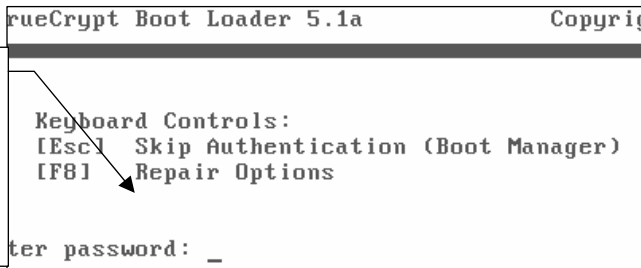 rueCrypt Boot Loader 5.1a Copyrig
Keyboard Controls:
[Esc] Skip Authentication (Boot Manager)
[F8] Repair Options
ter password: _